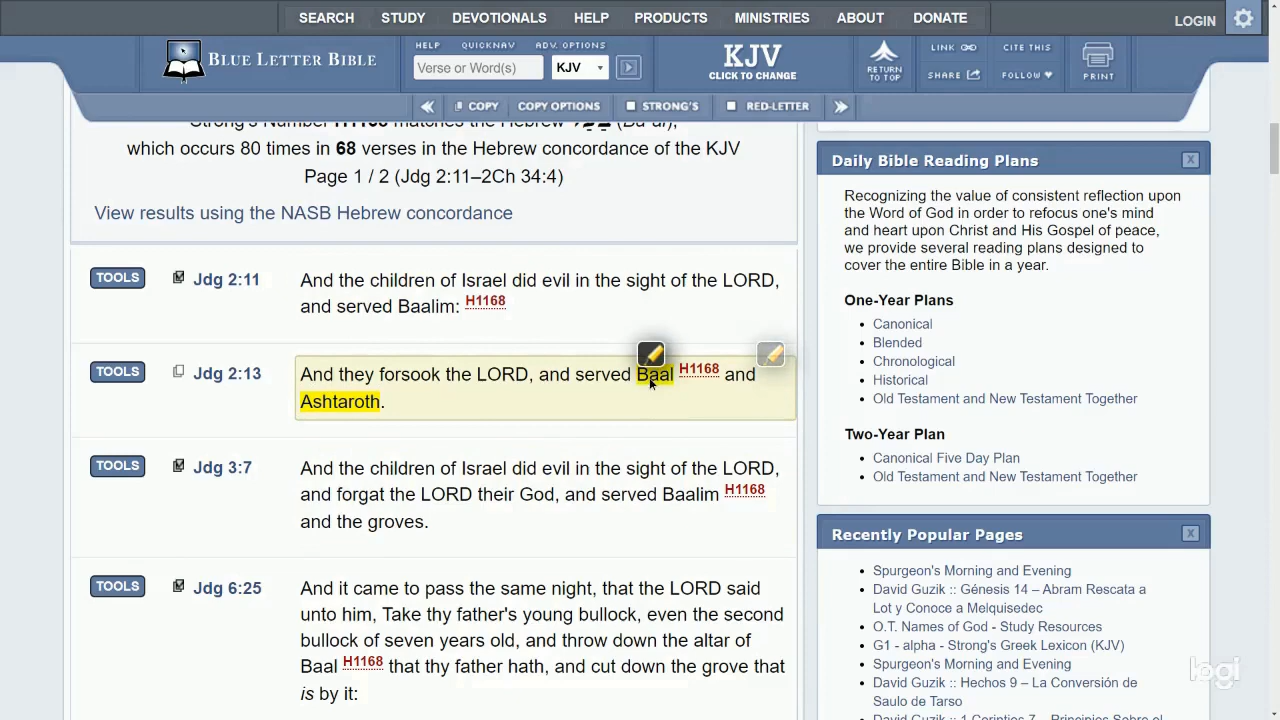 SEARCH STUDY DEVOTIONALS HELP PRODUCTS MINISTRIES ABOUT DONATE LOGIN
BLUE LETTER BIBLE
HELP QUICKNAV ADV. OPTIONS
Verse or Word(s) KJV
KJV
CLICK TO CHANGE
RETURN
TO TOP
LINK CITE THIS
SHARE FOLLOW
PRINT
COPY COPY OPTIONS STRONG'S RED-LETTER
which occurs 80 times in 68 verses in the Hebrew concordance of the KJV
Page 1 / 2 (Jdg 2:11–2Ch 34:4)
View results using the NASB Hebrew concordance
TOOLS Jdg 2:11
And the children of Israel did evil in the sight of the LORD,
and served Baalim: H1168
TOOLS Jdg 2:13
And they forsook the LORD, and served Baal H1168 and
Ashtaroth.
TOOLS Jdg 3:7
And the children of Israel did evil in the sight of the LORD,
and forgat the LORD their God, and served Baalim H1168
and the groves.
TOOLS Jdg 6:25
And it came to pass the same night, that the LORD said
unto him, Take thy father's young bullock, even the second
bullock of seven years old, and throw down the altar of
Baal H1168 that thy father hath, and cut down the grove that
is by it:
Daily Bible Reading Plans X
Recognizing the value of consistent reflection upon
the Word of God in order to refocus one's mind
and heart upon Christ and His Gospel of peace,
we provide several reading plans designed to
cover the entire Bible in a year.
One-Year Plans
Canonical
Blended
Chronological
Historical
Old Testament and New Testament Together
Two-Year Plan
Canonical Five Day Plan
Old Testament and New Testament Together
Recently Popular Pages X
Spurgeon's Morning and Evening
David Guzik :: Génesis 14 – Abram Rescata a
Lot y Conoce a Melquisedec
O.T. Names of God - Study Resources
G1 - alpha - Strong's Greek Lexicon (KJV)
Spurgeon's Morning and Evening
David Guzik :: Hechos 9 – La Conversión de
Saulo de Tarso
David Guzik :: 1 Corintios 7 – Principios Sobre el
logi